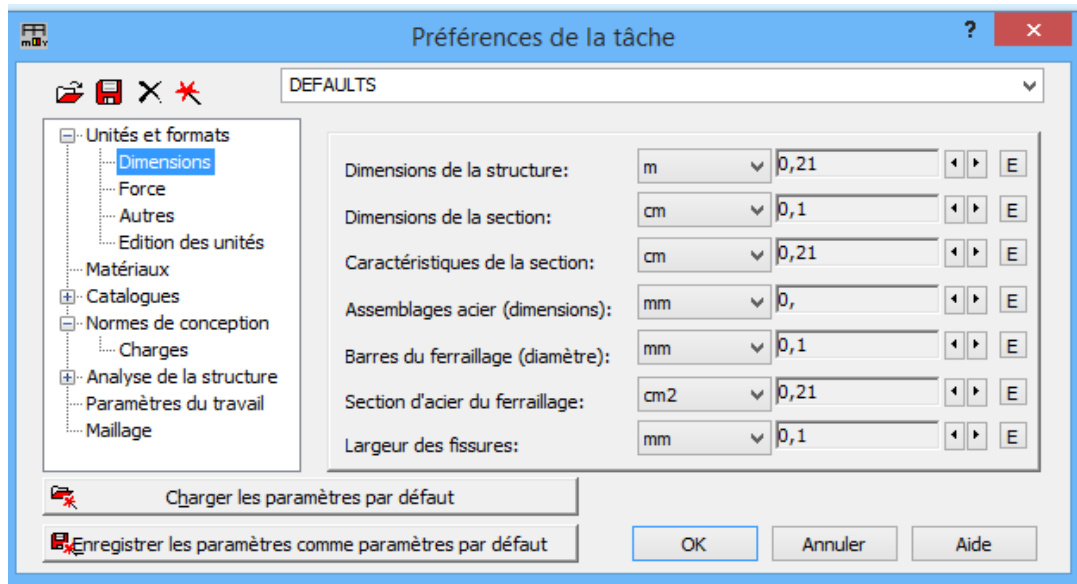 Préférences de la tâche
?
DEFAULTS
Unités et formats
Dimensions
Force
Autres
Edition des unités
Matériaux
Catalogues
Normes de conception
Charges
Analyse de la structure
Paramètres du travail
Maillage
Dimensions de la structure: m 0,21 E
Dimensions de la section: cm 0,1 E
Caractéristiques de la section: cm 0,21 E
Assemblages acier (dimensions): mm 0, E
Barres du ferraillage (diamètre): mm 0,1 E
Section d'acier du ferraillage: cm2 0,21 E
Largeur des fissures: mm 0,1 E
Charger les paramètres par défaut
Enregistrer les paramètres comme paramètres par défaut
OK Annuler Aide